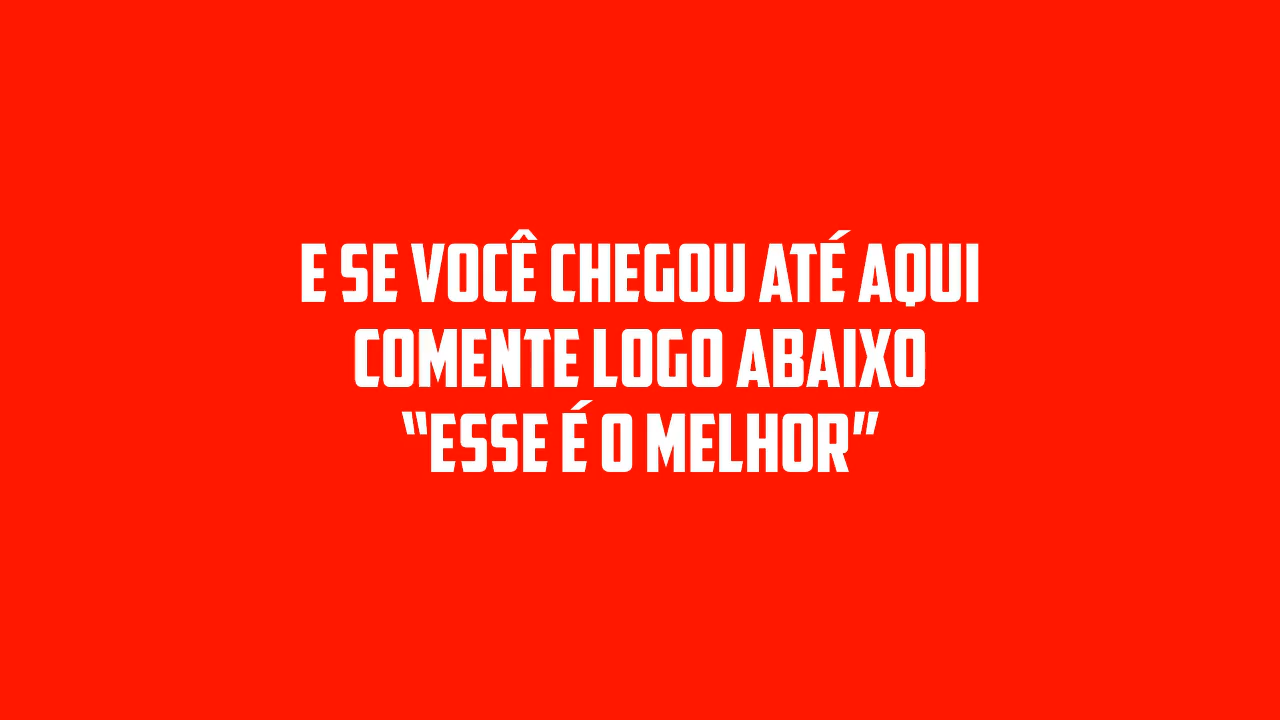 E SE VOCÊ CHEGOU ATÉ AQUI
COMENTE LOGO ABAIXO
“ESSE É O MELHOR”